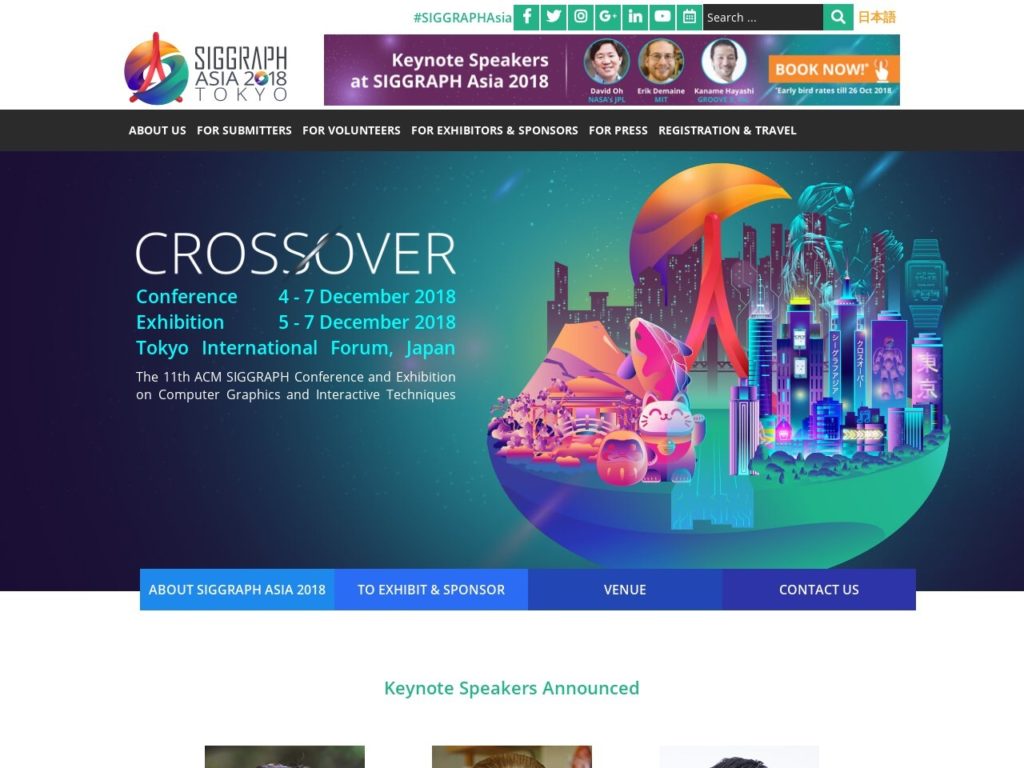 #SIGGRAPHAsia
Search ...
日本語
SIGGRAPH
ASIA 2018
TOKYO
Keynote Speakers
at SIGGRAPH Asia 2018
David Oh
NASA's JPL
Erik Demaine
MIT
Kaname Hayashi
BOOK NOW!*
*Early bird rates till 26 Oct 2018
ABOUT US FOR SUBMITTERS FOR VOLUNTEERS FOR EXHIBITORS & SPONSORS FOR PRESS REGISTRATION & TRAVEL
CROSSOVER
Conference 4 - 7 December 2018
Exhibition 5 - 7 December 2018
Tokyo International Forum, Japan
The 11th ACM SIGGRAPH Conference and Exhibition
on Computer Graphics and Interactive Techniques
シーグラフアジア
クロスオーバー
東京
ABOUT SIGGRAPH ASIA 2018 TO EXHIBIT & SPONSOR VENUE CONTACT US
Keynote Speakers Announced